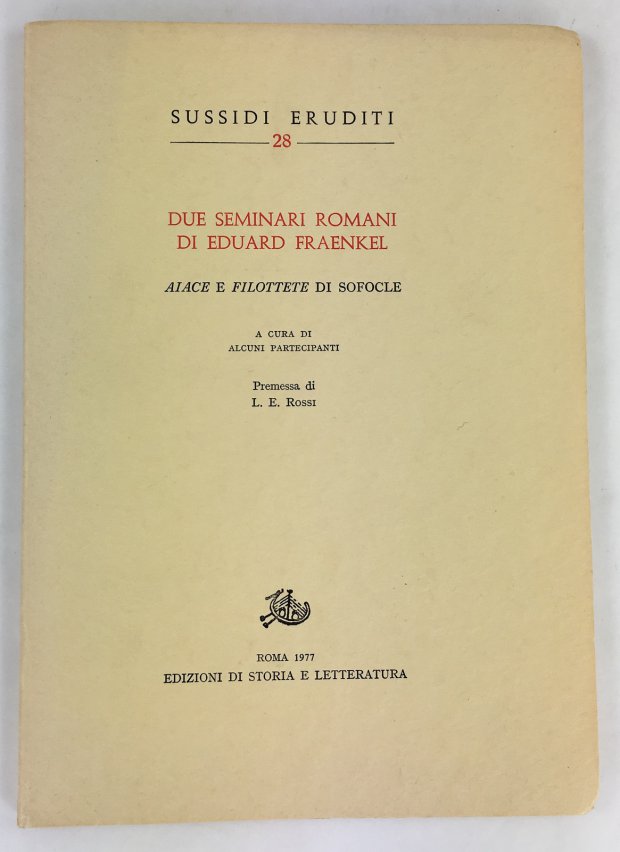 SUSSIDI ERUDITI
28
DUE SEMINARI ROMANI
DI EDUARD FRAENKEL
AIACE E FILOTTETE DI SOFOCLE
A CURA DI
ALCUNI PARTECIPANTI
Premessa di
L. E. Rossi
ROMA 1977
EDIZIONI DI STORIA E LETTERATURA